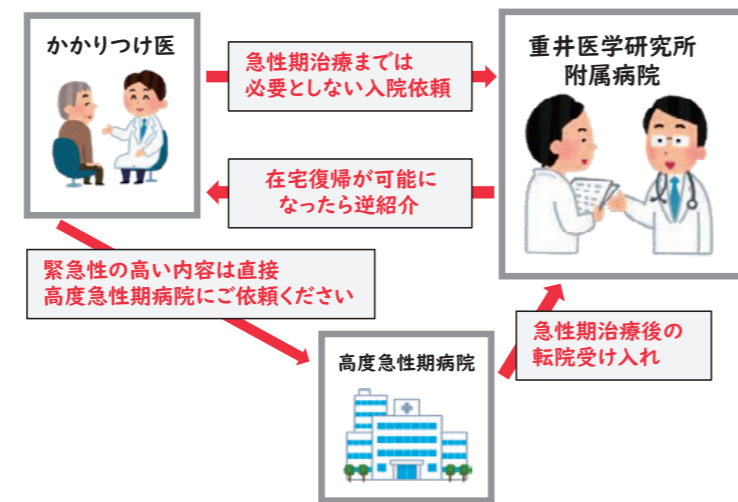 かかりつけ医
急性期治療までは
必要としない入院依頼
重井医学研究所
附属病院
在宅復帰が可能に
なったら逆紹介
緊急性の高い内容は直接
高度急性期病院にご依頼ください
高度急性期病院
急性期治療後の
転院受け入れ